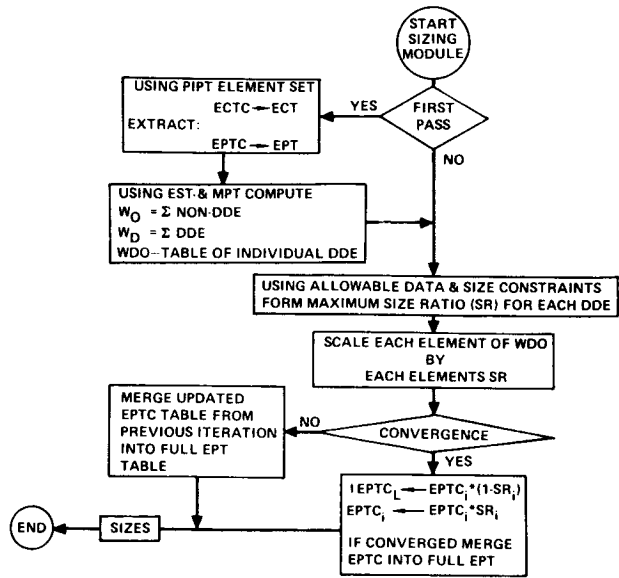 START
SIZING
MODULE
FIRST
PASS
YES
NO
USING PIPT ELEMENT SET
ECTC ← ECT
EXTRACT:
EPTC ← EPT
USING EST. & MPT COMPUTE
W_O = Σ NON-DDE
W_D = Σ DDE
WDO–TABLE OF INDIVIDUAL DDE
USING ALLOWABLE DATA & SIZE CONSTRAINTS
FORM MAXIMUM SIZE RATIO (SR) FOR EACH DDE
SCALE EACH ELEMENT OF WDO
BY
EACH ELEMENTS SR
CONVERGENCE
NO
YES
MERGE UPDATED
EPTC TABLE FROM
PREVIOUS ITERATION
INTO FULL EPT
TABLE
1EPTC_L ← EPTC_i*(1-SR_i)
EPTC_i ← EPTC_i*SR_i
IF CONVERGED MERGE
EPTC INTO FULL EPT
SIZES
END